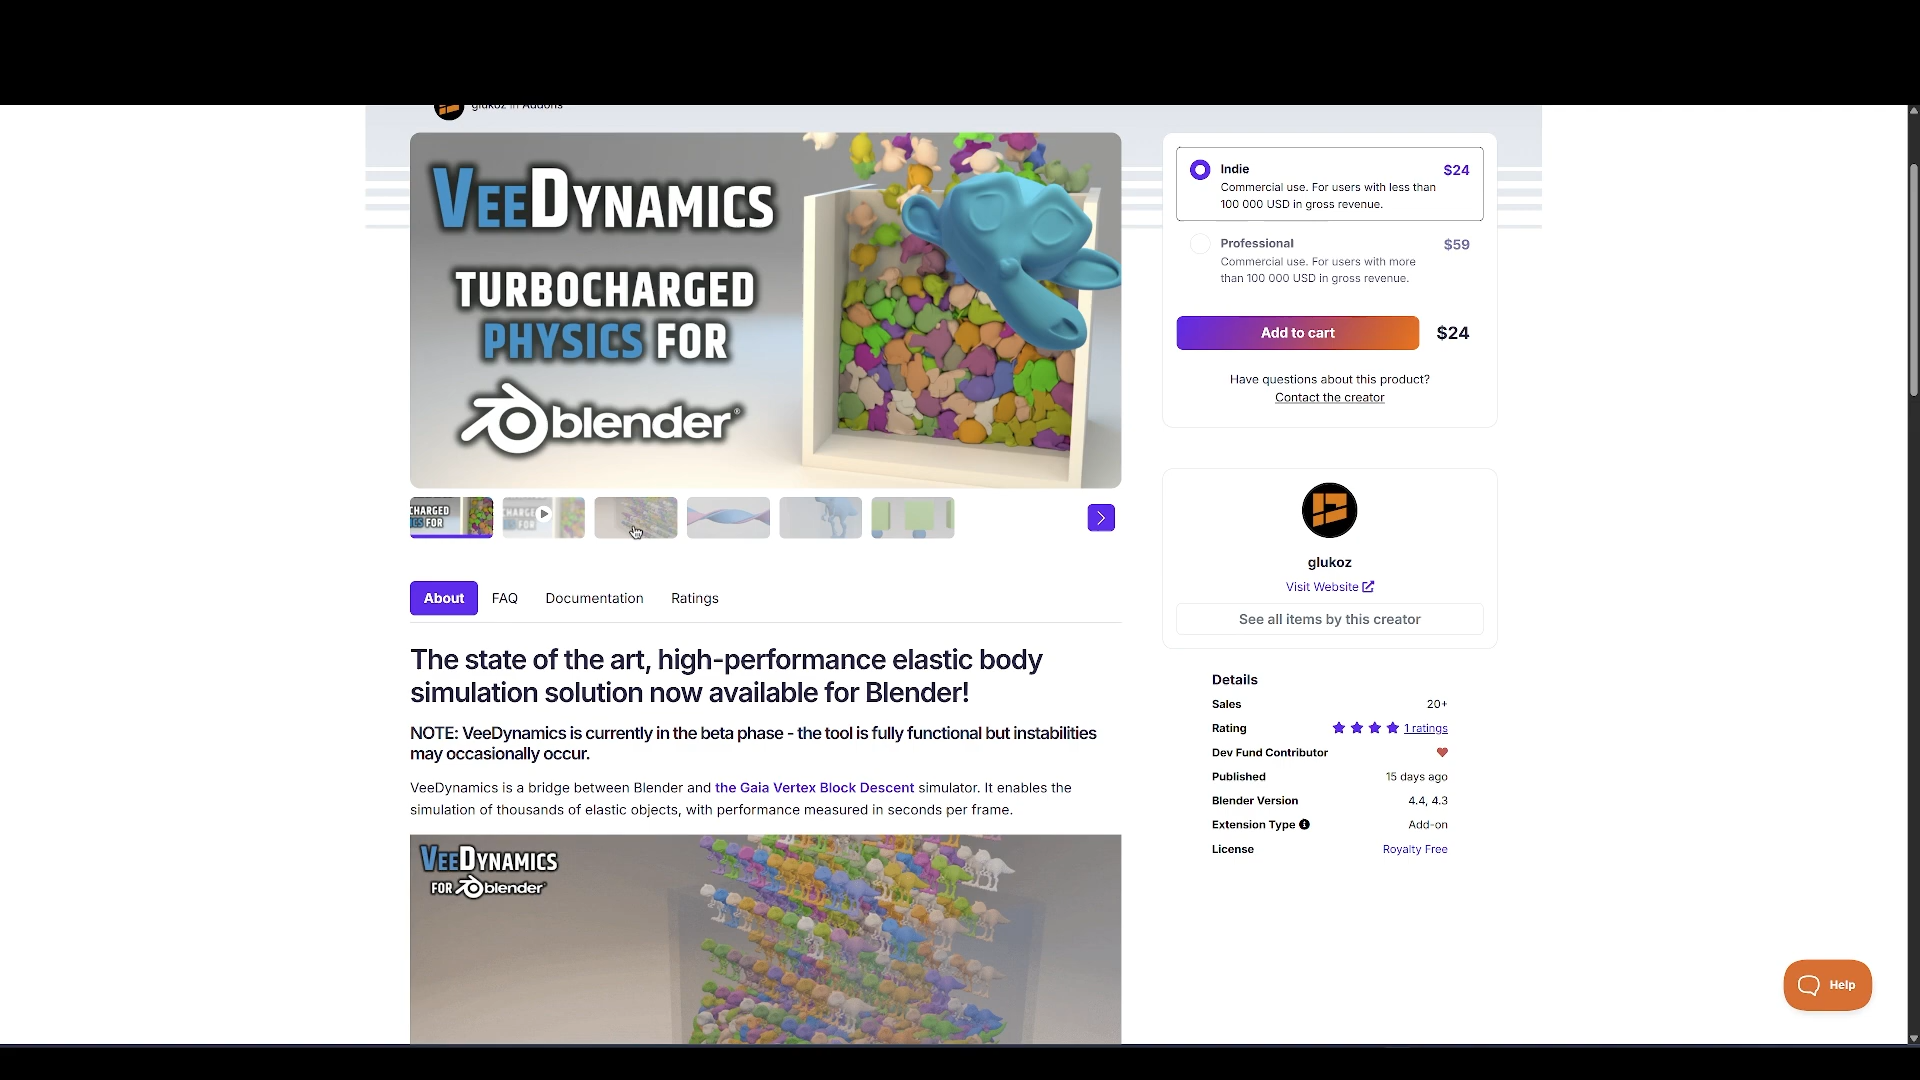 glukoz in Addons
VEEDYNAMICS
TURBOCHARGED
PHYSICS FOR
blender®
CHARGED
ICS FOR
Indie $24
Commercial use. For users with less than
100 000 USD in gross revenue.
Professional $59
Commercial use. For users with more
than 100 000 USD in gross revenue.
Add to cart $24
Have questions about this product?
Contact the creator
glukoz
Visit Website
See all items by this creator
About FAQ Documentation Ratings
The state of the art, high-performance elastic body
simulation solution now available for Blender!
NOTE: VeeDynamics is currently in the beta phase - the tool is fully functional but instabilities
may occasionally occur.
VeeDynamics is a bridge between Blender and the Gaia Vertex Block Descent simulator. It enables the
simulation of thousands of elastic objects, with performance measured in seconds per frame.
VEEDYNAMICS
FOR blender
Details
Sales 20+
Rating 1 ratings
Dev Fund Contributor
Published 15 days ago
Blender Version 4.4, 4.3
Extension Type Add-on
License Royalty Free
Help